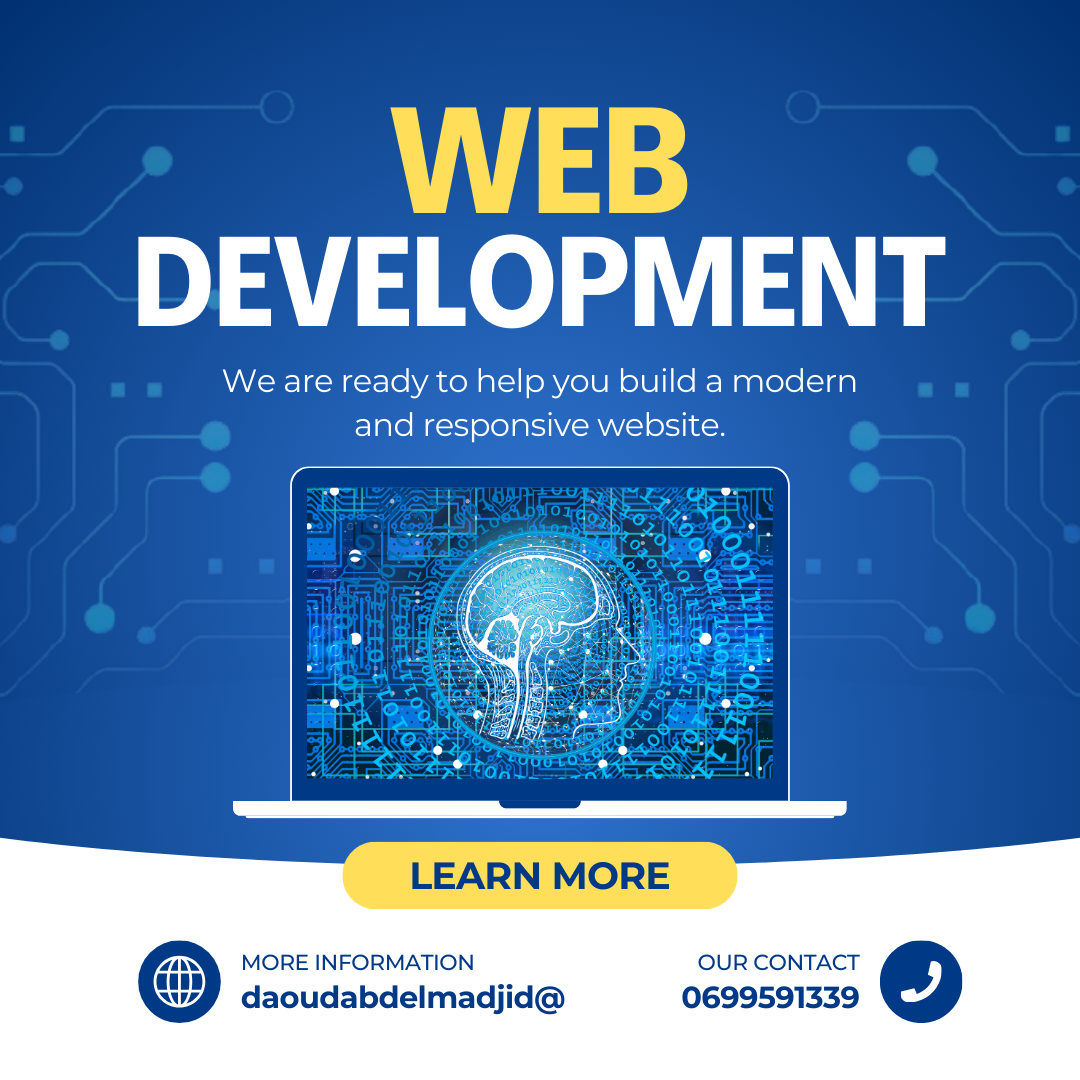 WEB
DEVELOPMENT
We are ready to help you build a modern
and responsive website.
LEARN MORE
MORE INFORMATION
daoudabdelmadjid@
OUR CONTACT
0699591339